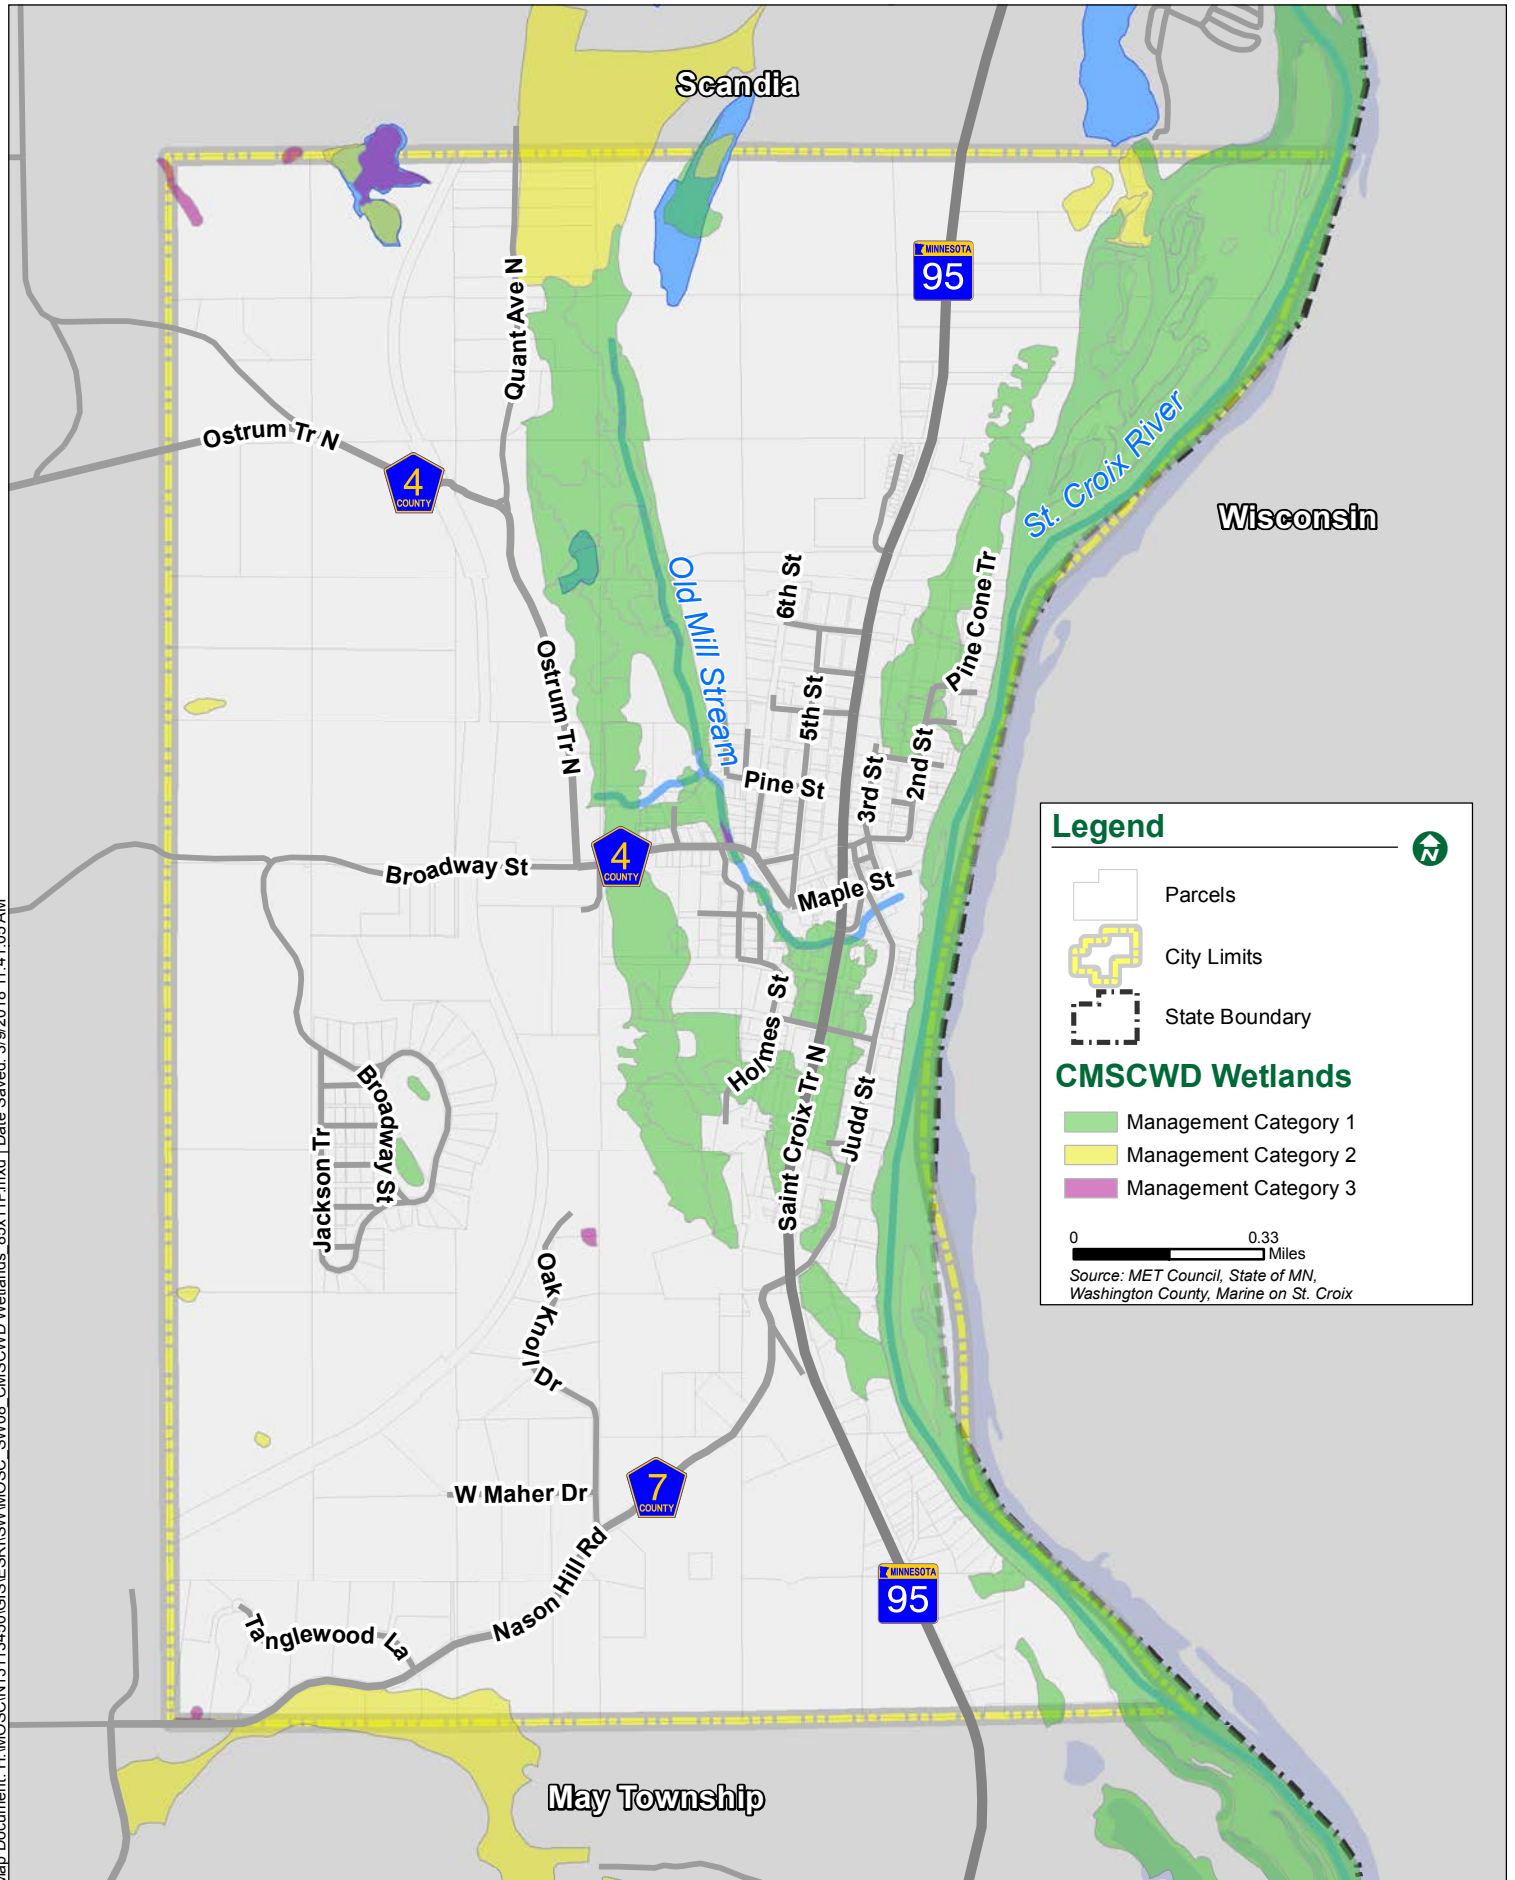 Scandia
MINNESOTA
95
Quant Ave N
Ostrum Tr N
4
COUNTY
St. Croix River
Wisconsin
Old Mill Stream
6th St
Pine Cone Tr
Ostrum Tr N
5th St
2nd St
3rd St
Pine St
4
COUNTY
Broadway St
Maple St
Holmes St
Saint Croix Tr N
Judd St
Broadway St
Jackson Tr
Oak Knoll Dr
W Maher Dr
7
COUNTY
Nason Hill Rd
Tanglewood La
MINNESOTA
95
May Township
Legend
N
Parcels
City Limits
State Boundary
CMSCWD Wetlands
Management Category 1
Management Category 2
Management Category 3
0 0.33
Miles
Source: MET Council, State of MN,
Washington County, Marine on St. Croix